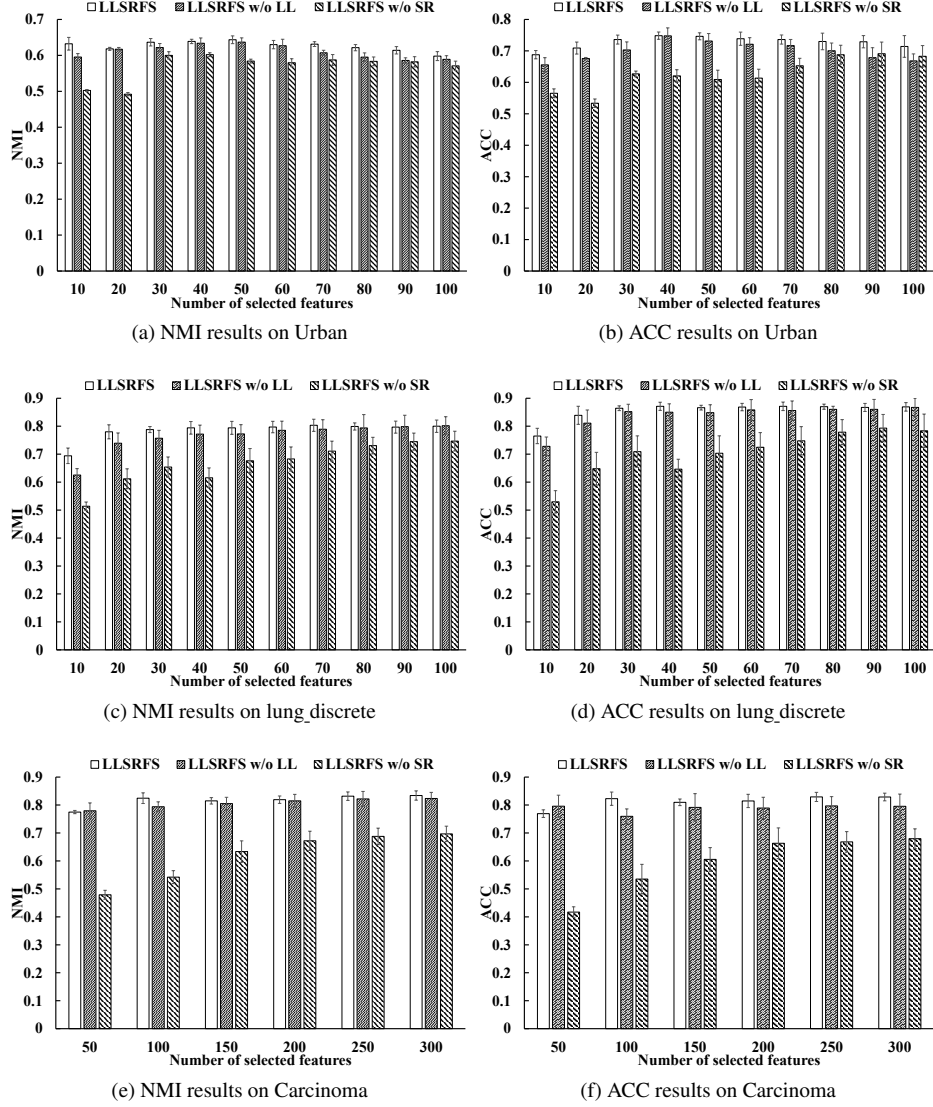 LLSRFS LLSRFS w/o LL LLSRFS w/o SR
0.7
0.6
0.5
0.4
0.3
0.2
0.1
0
NMI
10 20 30 40 50 60 70 80 90 100
Number of selected features
(a) NMI results on Urban
LLSRFS LLSRFS w/o LL LLSRFS w/o SR
0.8
0.7
0.6
0.5
0.4
0.3
0.2
0.1
0
ACC
10 20 30 40 50 60 70 80 90 100
Number of selected features
(b) ACC results on Urban
LLSRFS LLSRFS w/o LL LLSRFS w/o SR
0.9
0.8
0.7
0.6
0.5
0.4
0.3
0.2
0.1
0
NMI
10 20 30 40 50 60 70 80 90 100
Number of selected features
(c) NMI results on lung_discrete
LLSRFS LLSRFS w/o LL LLSRFS w/o SR
0.9
0.8
0.7
0.6
0.5
0.4
0.3
0.2
0.1
0
ACC
10 20 30 40 50 60 70 80 90 100
Number of selected features
(d) ACC results on lung_discrete
LLSRFS LLSRFS w/o LL LLSRFS w/o SR
0.9
0.8
0.7
0.6
0.5
0.4
0.3
0.2
0.1
0
NMI
50 100 150 200 250 300
Number of selected features
(e) NMI results on Carcinoma
LLSRFS LLSRFS w/o LL LLSRFS w/o SR
0.9
0.8
0.7
0.6
0.5
0.4
0.3
0.2
0.1
0
ACC
50 100 150 200 250 300
Number of selected features
(f) ACC results on Carcinoma